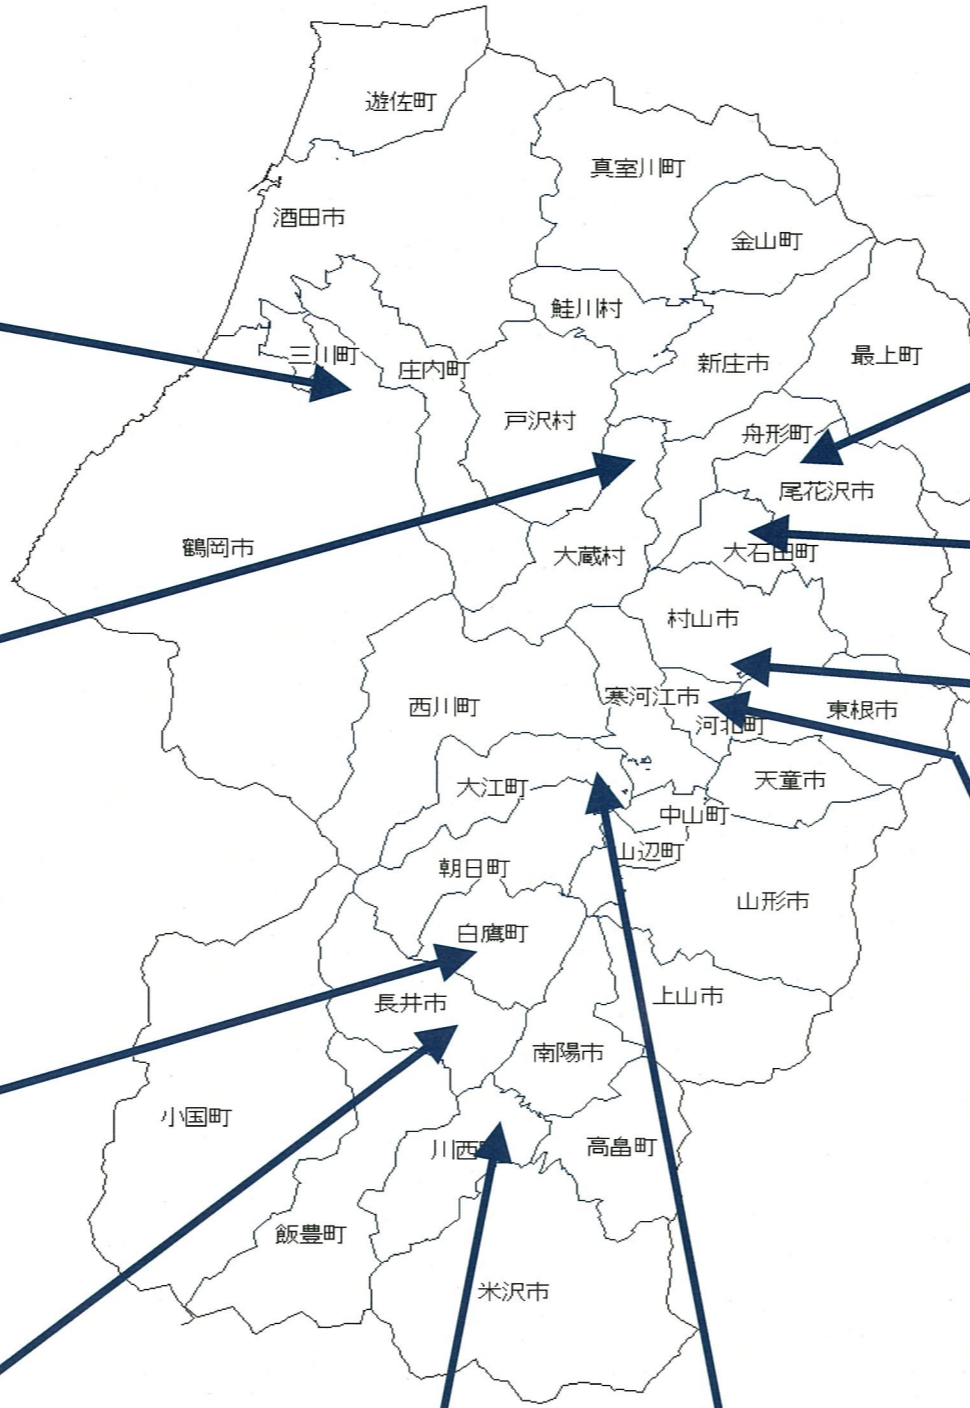 遊佐町
真室川町
酒田市
金山町
鮭川村
三川町
庄内町
新庄市
最上町
戸沢村
舟形町
尾花沢市
鶴岡市
大蔵村
大石田町
村山市
寒河江市
西川町
河北町
東根市
大江町
天童市
中山町
山辺町
朝日町
山形市
白鷹町
長井市
上山市
南陽市
小国町
川西
高畠町
飯豊町
米沢市